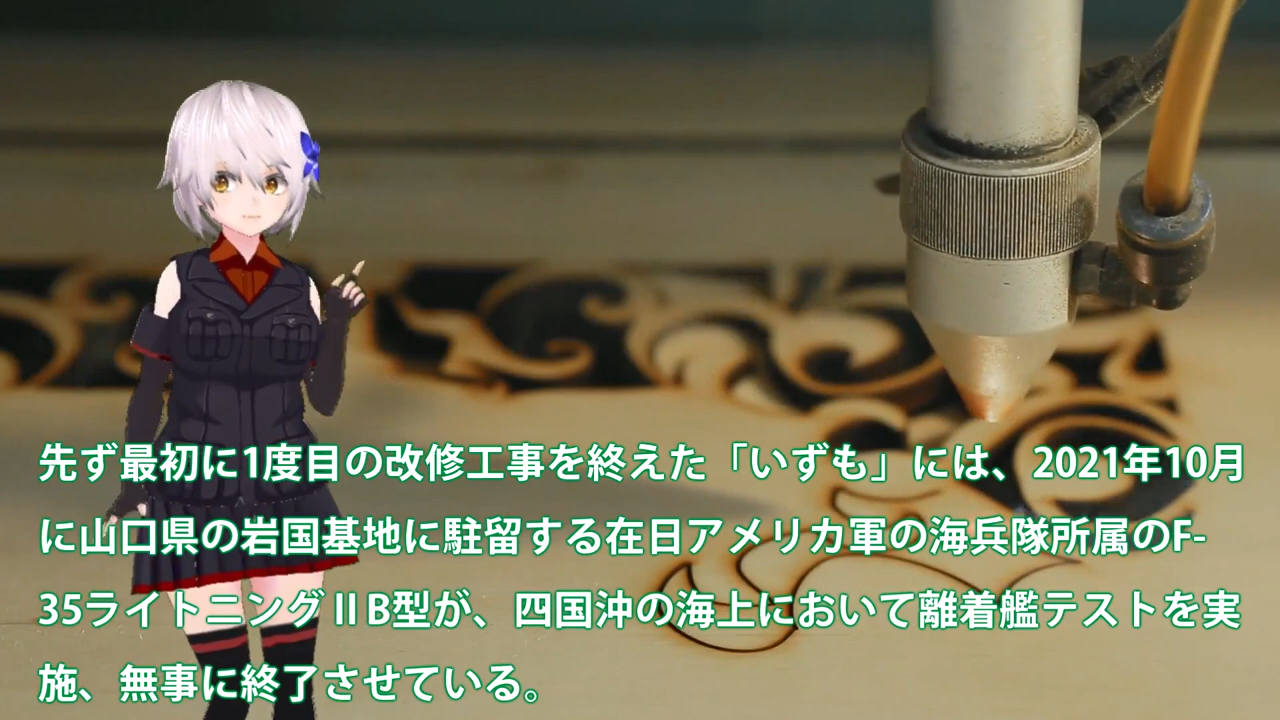 先ず最初に1度目の改修工事を終えた「いずも」には、2021年10月
に山口県の岩国基地に駐留する在日アメリカ軍の海兵隊所属のF-
35ライトニングⅡB型が、四国沖の海上において離着艦テストを実
施、無事に終了させている。